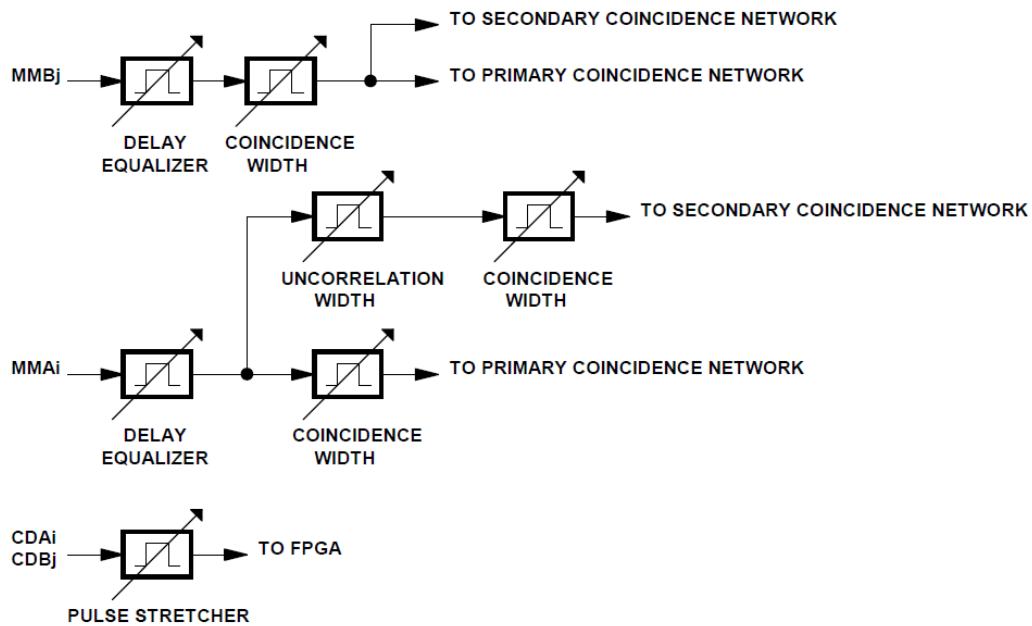 TO SECONDARY COINCIDENCE NETWORK
MMBj
TO PRIMARY COINCIDENCE NETWORK
DELAY
EQUALIZER
COINCIDENCE
WIDTH
TO SECONDARY COINCIDENCE NETWORK
UNCORRELATION
WIDTH
COINCIDENCE
WIDTH
MMAi
TO PRIMARY COINCIDENCE NETWORK
DELAY
EQUALIZER
COINCIDENCE
WIDTH
CDAi
CDBj
TO FPGA
PULSE STRETCHER